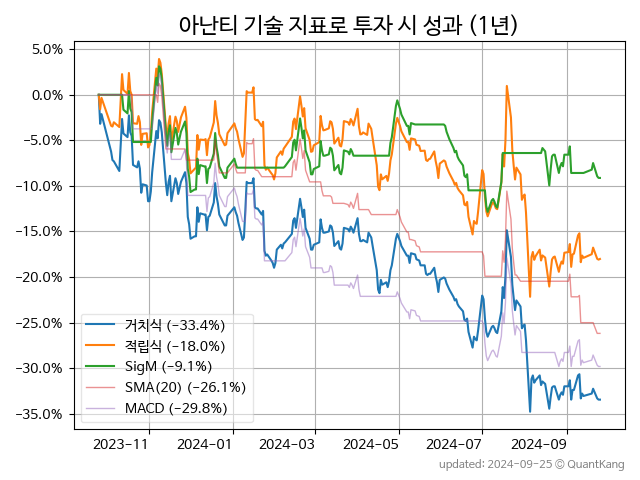 아난티 기술 지표로 투자 시 성과 (1년)
5.0%
0.0%
−5.0%
−10.0%
−15.0%
−20.0%
−25.0%
−30.0%
−35.0%
거치식 (−33.4%)
적립식 (−18.0%)
SigM (−9.1%)
SMA(20) (−26.1%)
MACD (−29.8%)
2023-11 2024-01 2024-03 2024-05 2024-07 2024-09
updated: 2024-09-25 © QuantKang